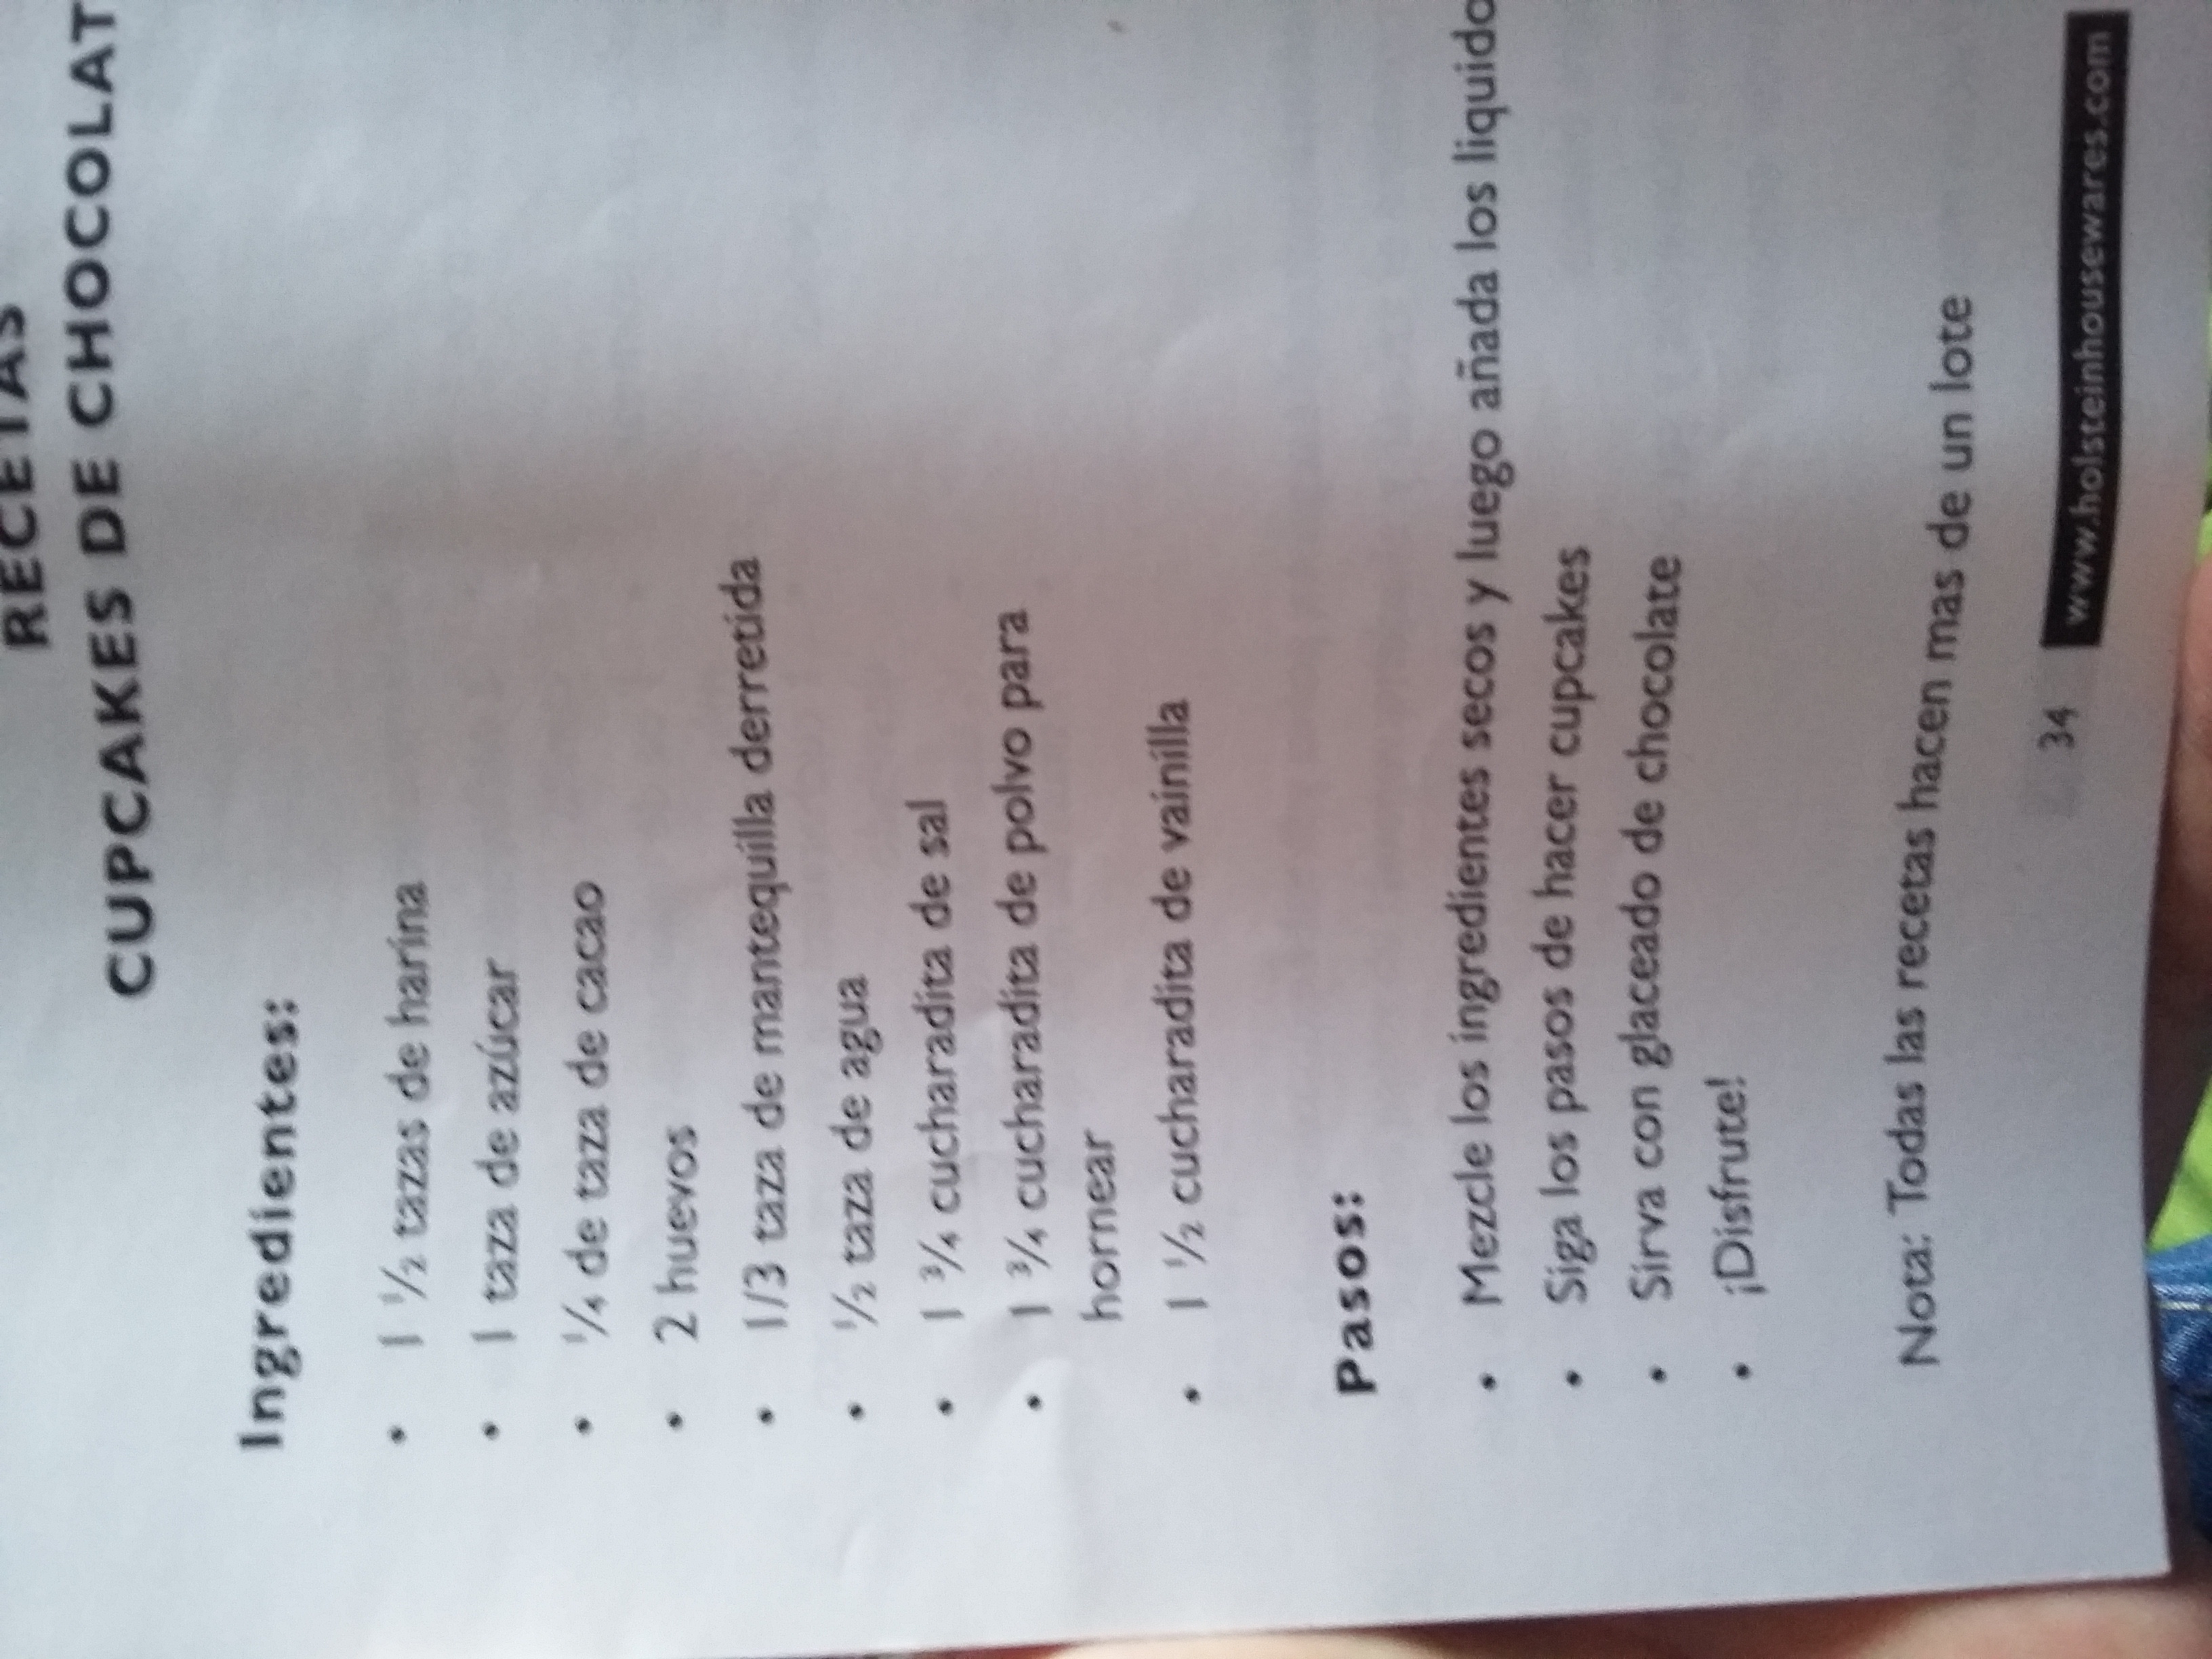 RECETAS
CUPCAKES DE CHOCOLAT
Ingredientes:
• 1 ½ tazas de harina
• 1 taza de azúcar
• ¼ de taza de cacao
• 2 huevos
• 1/3 taza de mantequilla derretida
• ½ taza de agua
• 1 ¾ cucharadita de sal
• 1 ¾ cucharadita de polvo para
hornear
• 1 ½ cucharadita de vainilla
Pasos:
• Mezcle los ingredientes secos y luego añada los liquido
• Siga los pasos de hacer cupcakes
• Sirva con glaceado de chocolate
• ¡Disfrute!
Nota: Todas las recetas hacen mas de un lote
34
www.holsteinhousewares.com